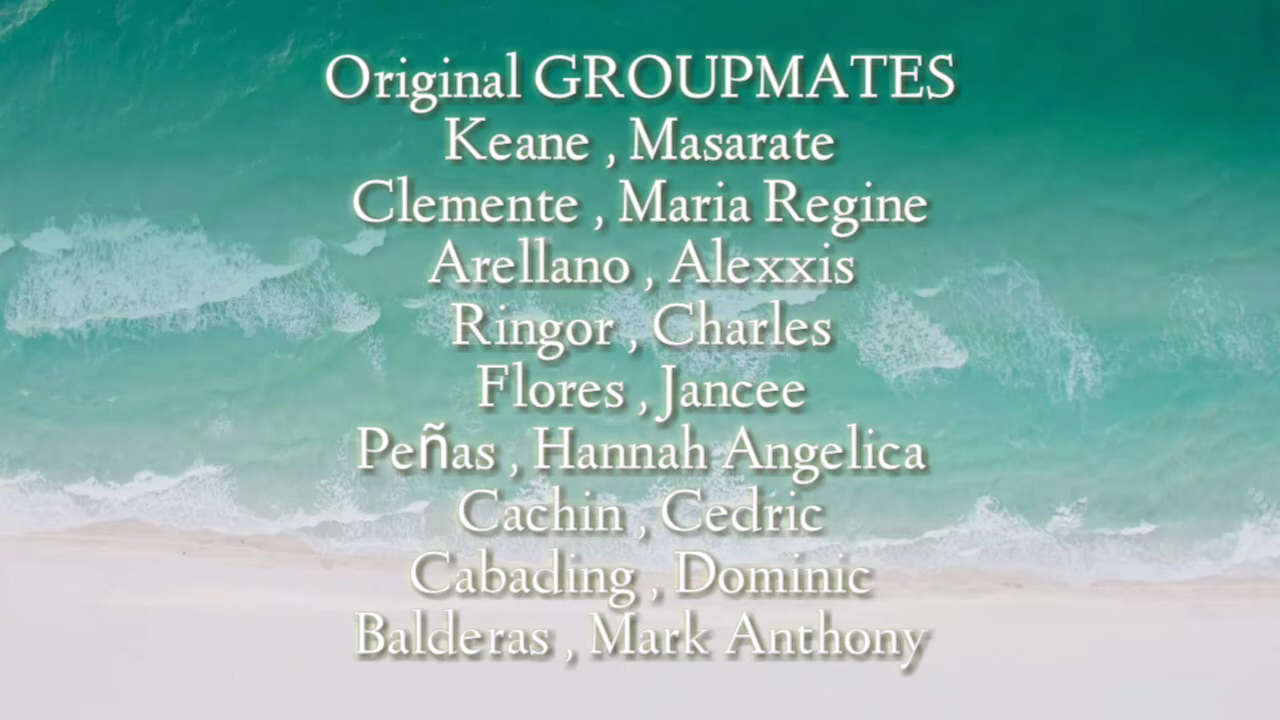 Original GROUPMATES
Keane , Masarate
Clemente , Maria Regine
Arellano , Alexxis
Ringor , Charles
Flores , Jancee
Peñas , Hannah Angelica
Cachin , Cedric
Cabading , Dominic
Balderas , Mark Anthony